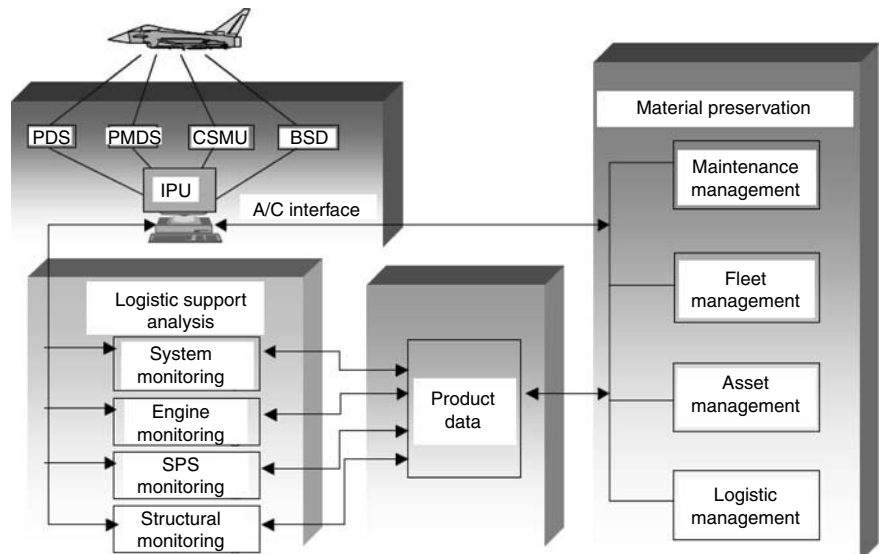 PDS
PMDS
CSMU
BSD
IPU
A/C interface
Material preservation
Maintenance
management
Fleet
management
Asset
management
Logistic
management
Logistic support
analysis
System
monitoring
Engine
monitoring
SPS
monitoring
Structural
monitoring
Product
data